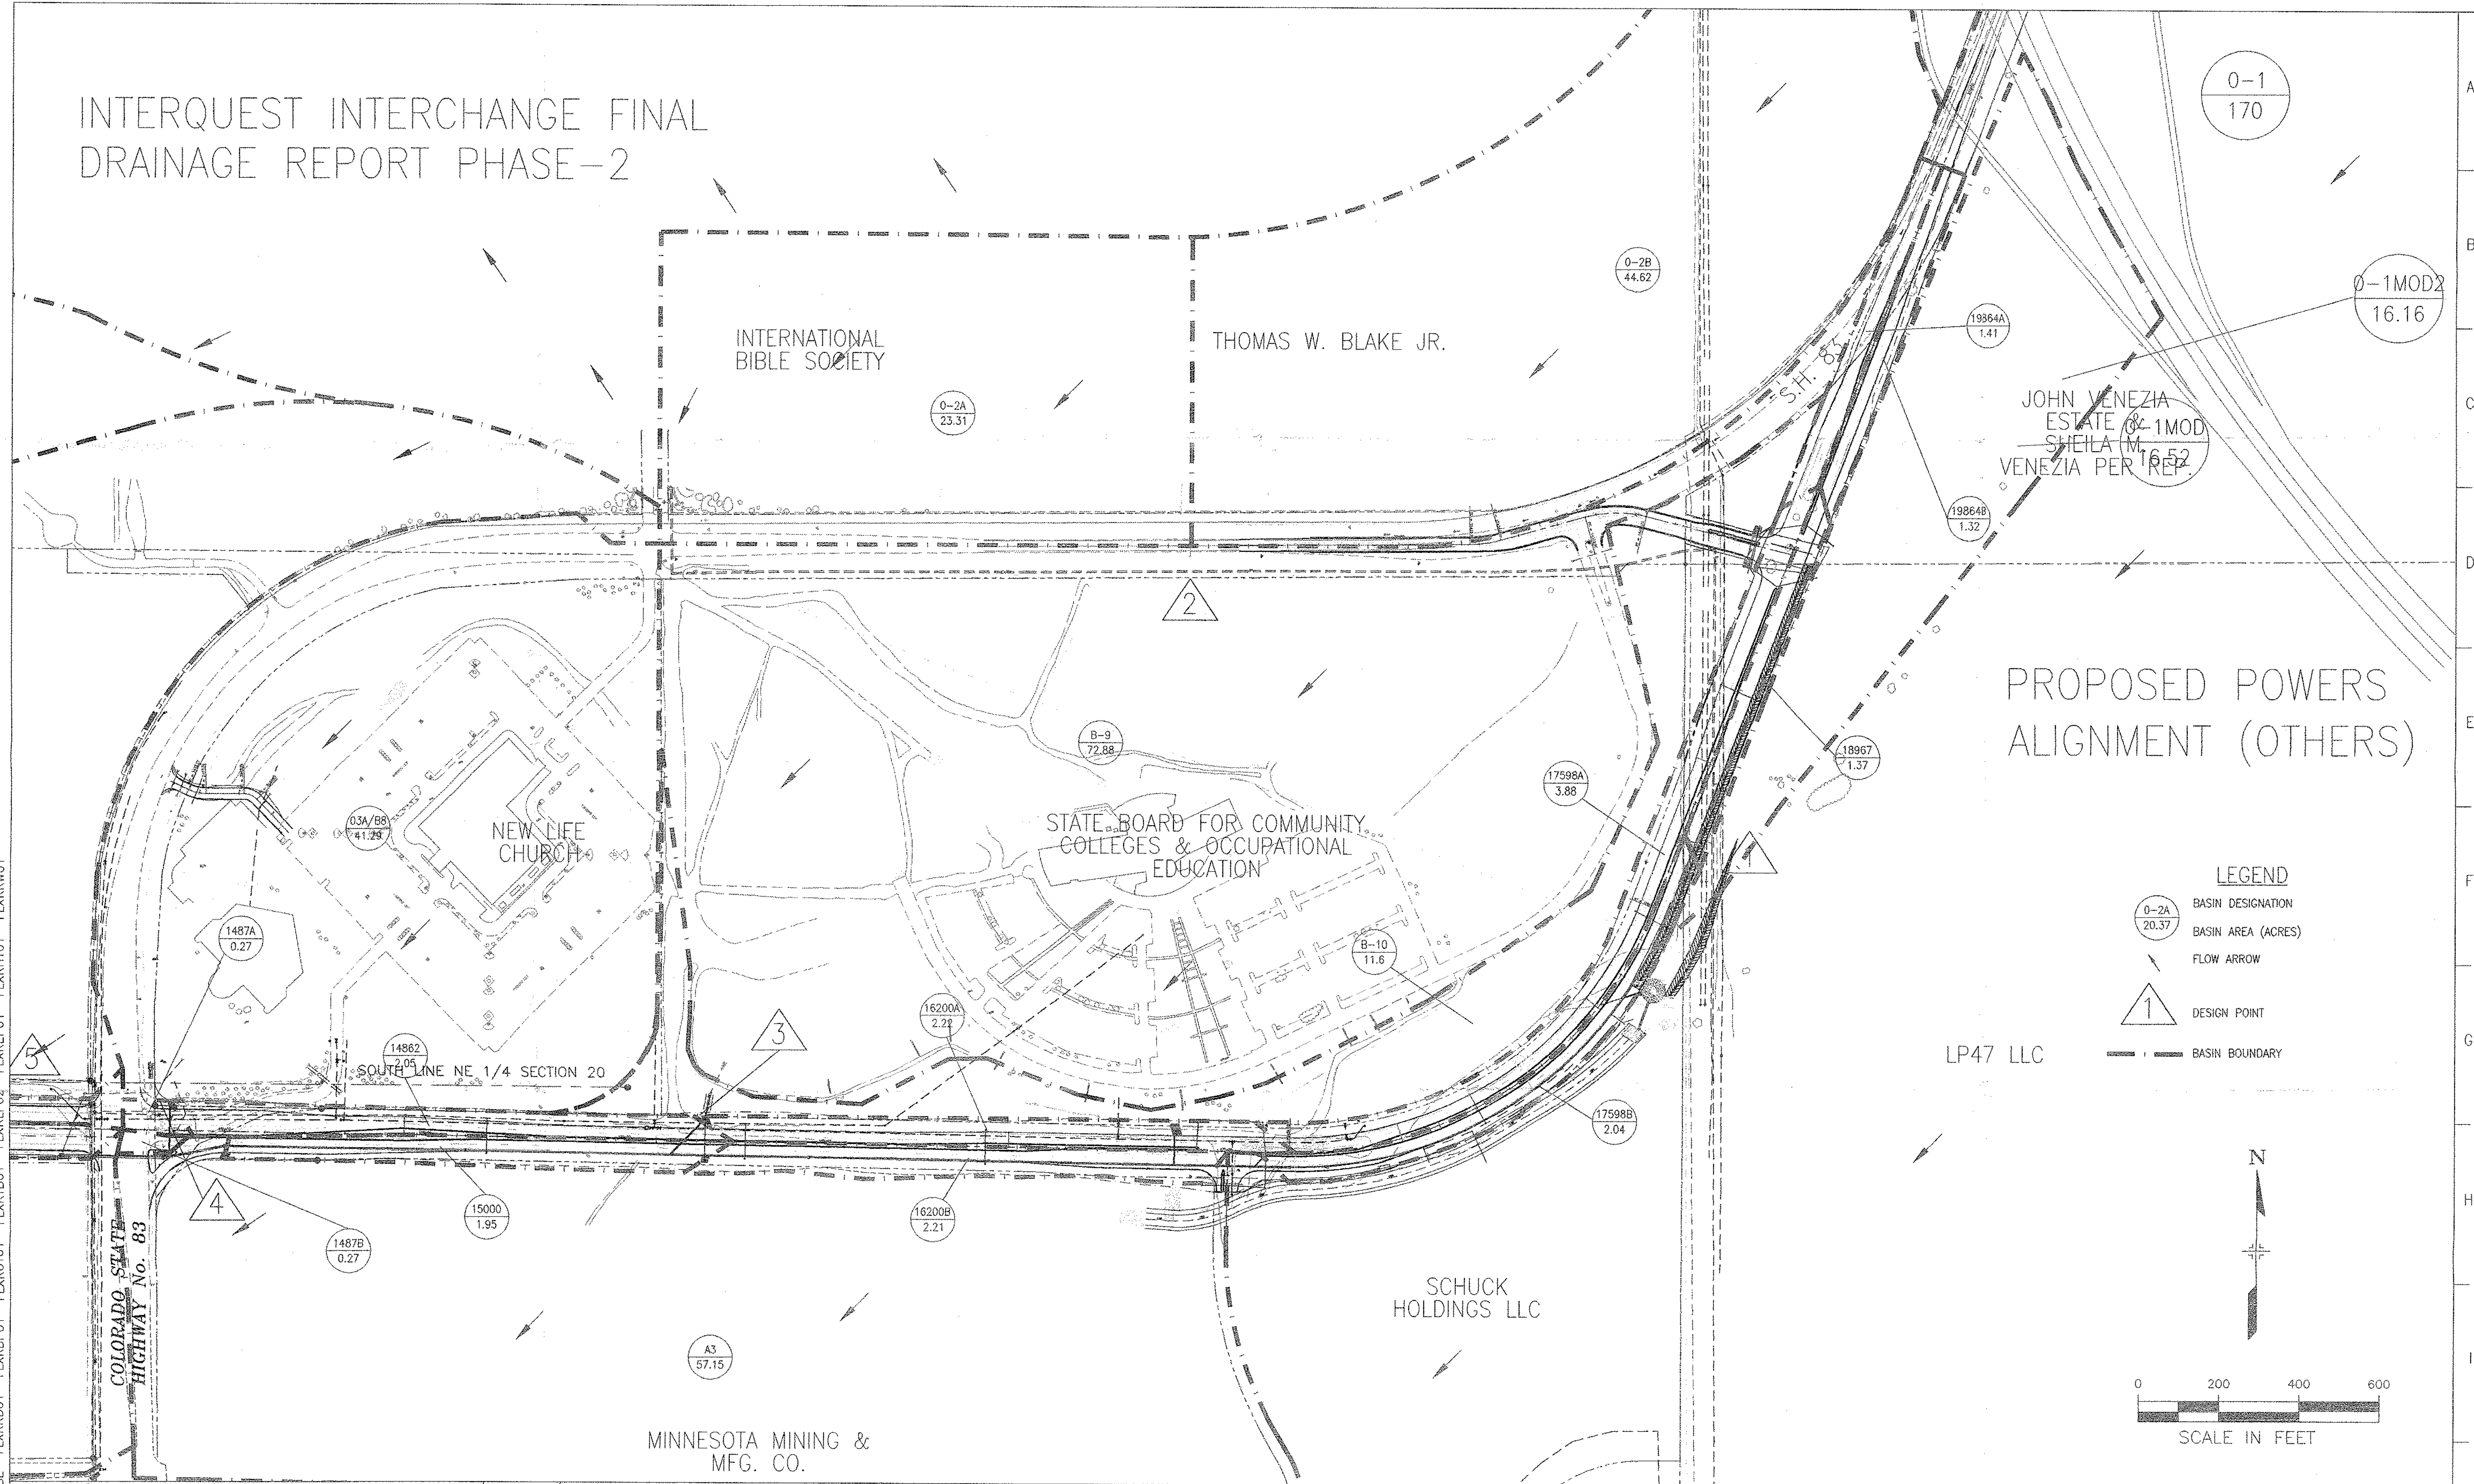 INTERQUEST INTERCHANGE FINAL
DRAINAGE REPORT PHASE-2
A
B
C
D
E
F
G
H
I
0-1
170
0-2B
44.62
0-1MOD2
16.16
INTERNATIONAL
BIBLE SOCIETY
THOMAS W. BLAKE JR.
19864A
1.41
S.H. 83
0-2A
23.31
JOHN VENEZIA
ESTATE &
SHEILA M.
VENEZIA PER REP.
0-1MOD
16.52
19864B
1.32
2
PROPOSED POWERS
ALIGNMENT (OTHERS)
B-9
72.88
18967
1.37
17598A
3.88
03A/B8
41.29
NEW LIFE
CHURCH
STATE BOARD FOR COMMUNITY
COLLEGES & OCCUPATIONAL
EDUCATION
1
LEGEND
0-2A
20.37
BASIN DESIGNATION
BASIN AREA (ACRES)
FLOW ARROW
1
DESIGN POINT
BASIN BOUNDARY
1487A
0.27
B-10
11.6
16200A
2.22
3
5
14862
2.05
SOUTH LINE NE 1/4 SECTION 20
LP47 LLC
17598B
2.04
4
15000
1.95
16200B
2.21
1487B
0.27
COLORADO STATE
HIGHWAY No. 83
N
SCHUCK
HOLDINGS LLC
A3
57.15
0 200 400 600
SCALE IN FEET
MINNESOTA MINING &
MFG. CO.